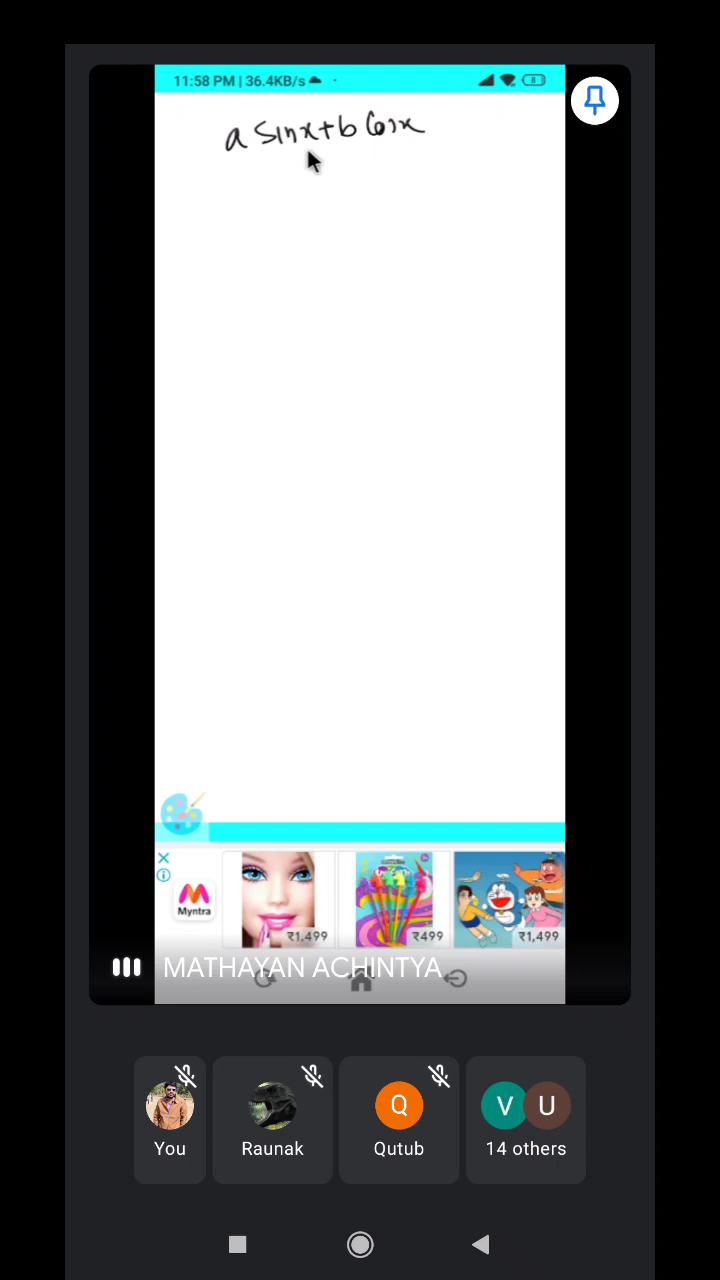 11:58 PM | 36.4KB/s
8
a Sinx+b Cosx
Myntra
₹1,499
₹499
₹1,499
MATHAYAN ACHINTYA
Q
V
U
You
Raunak
Qutub
14 others